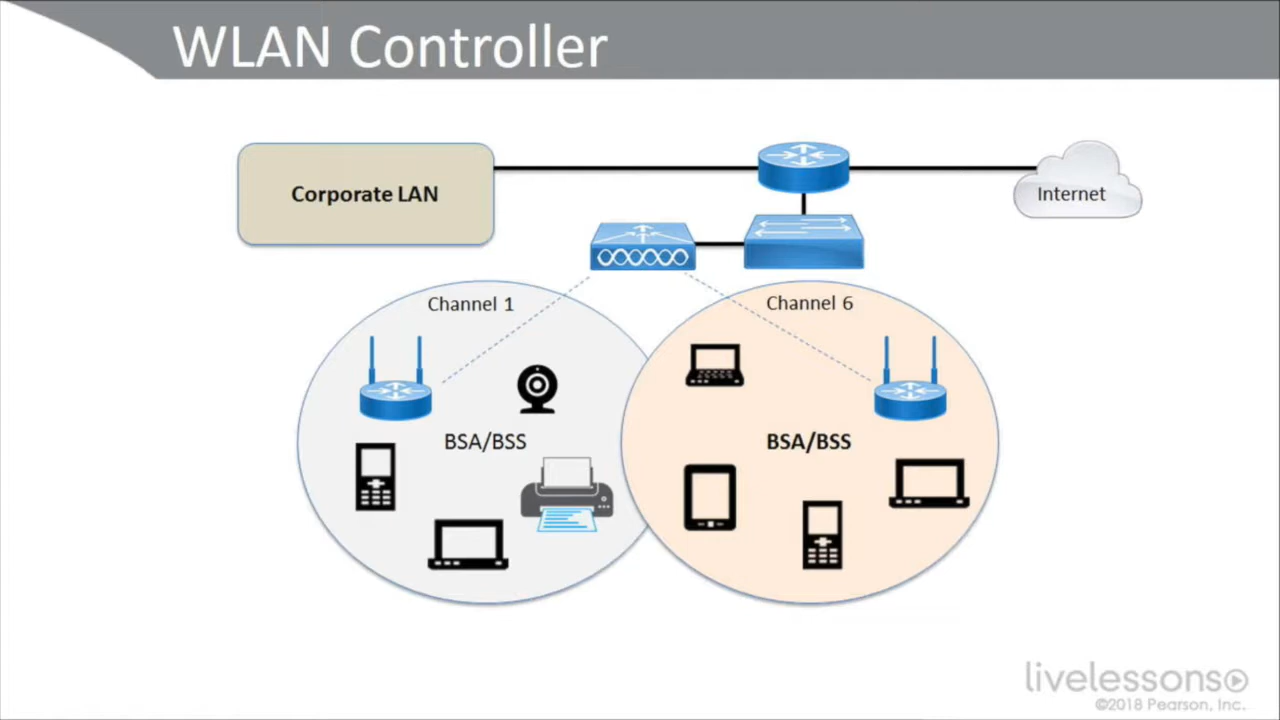 WLAN Controller
Corporate LAN
Internet
Channel 1
Channel 6
BSA/BSS
BSA/BSS
livelessons
©2018 Pearson, Inc.